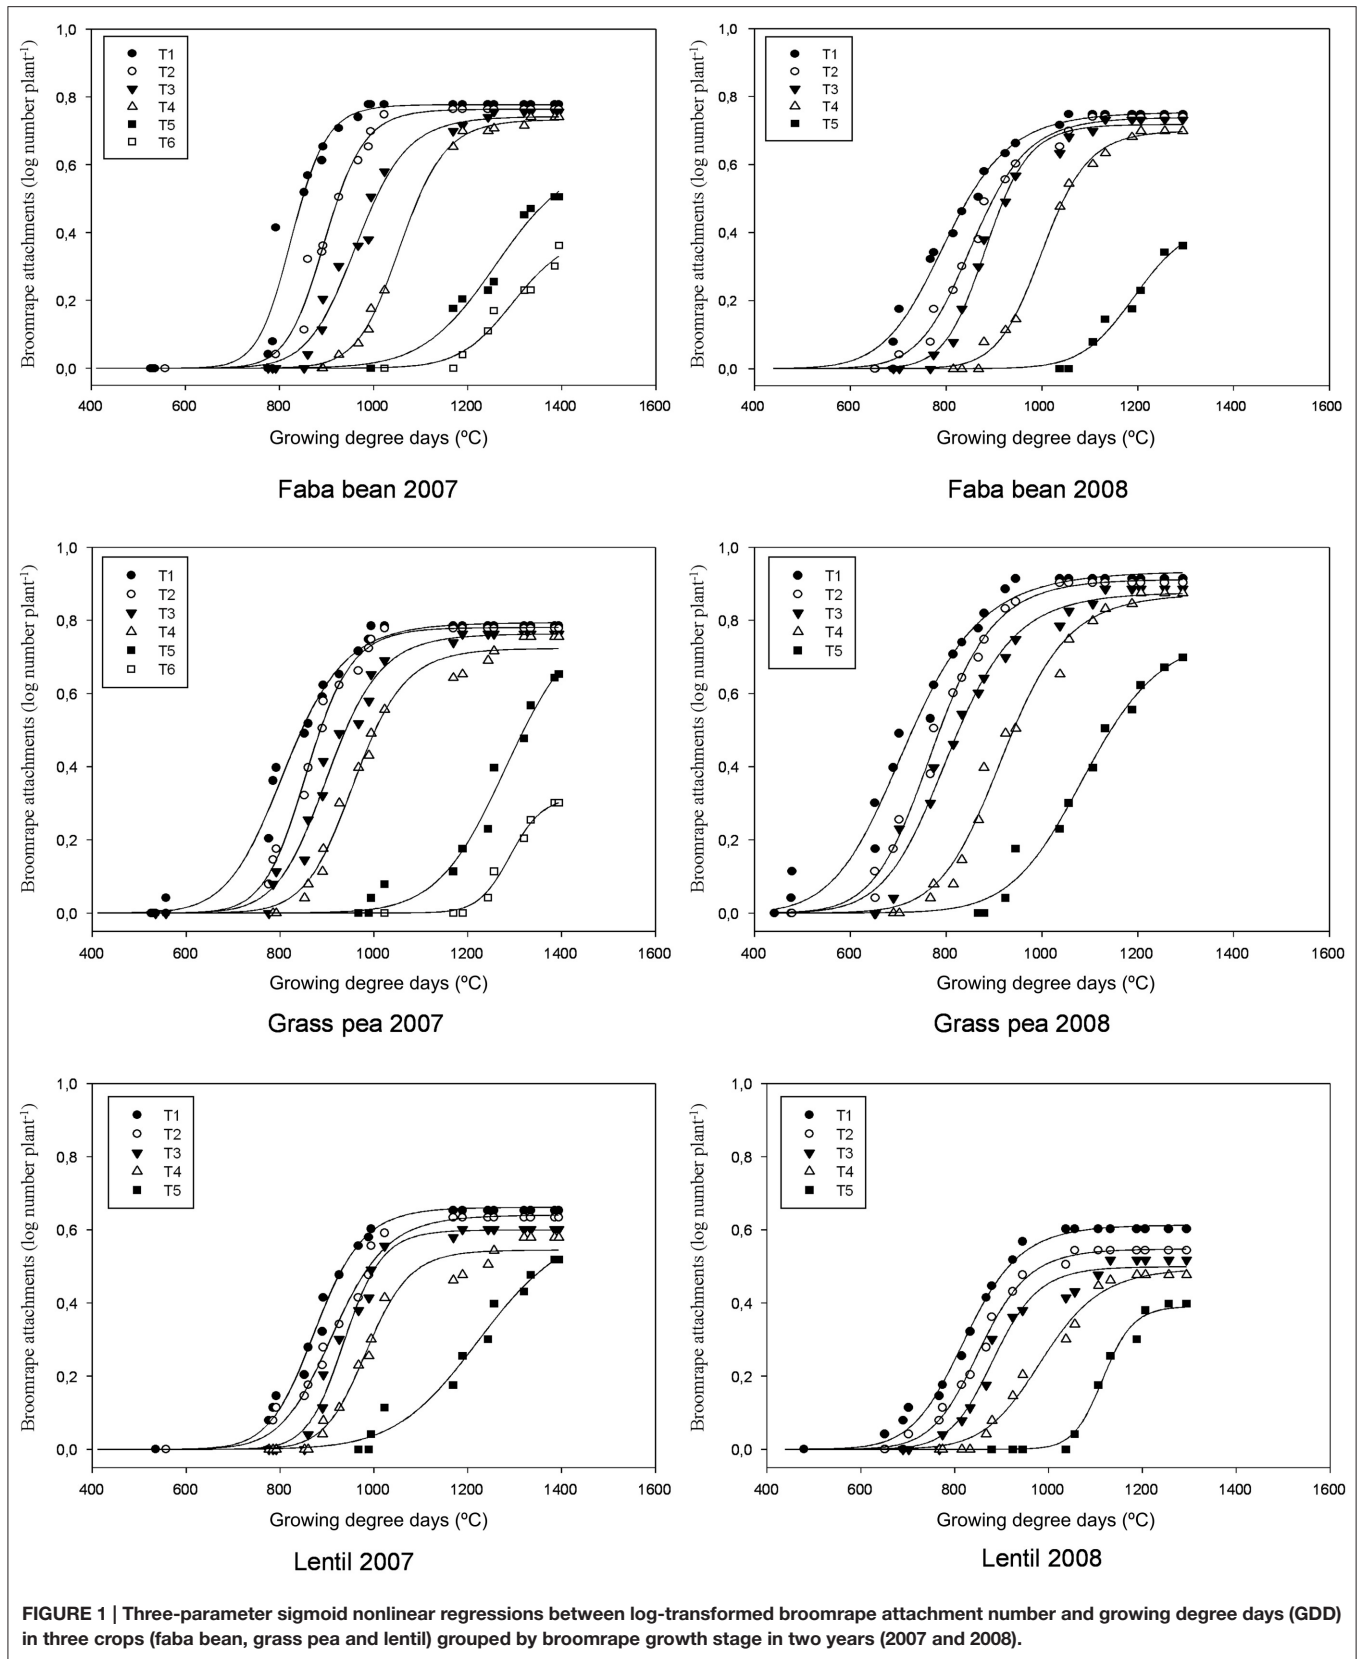 1,0
0,8
0,6
0,4
0,2
0,0
Broomrape attachments (log number plant-1)
T1
T2
T3
T4
T5
T6
400 600 800 1000 1200 1400 1600
Growing degree days (ºC)
Faba bean 2007
1,0
0,8
0,6
0,4
0,2
0,0
Broomrape attachments (log number plant-1)
T1
T2
T3
T4
T5
400 600 800 1000 1200 1400 1600
Growing degree days (ºC)
Faba bean 2008
1,0
0,8
0,6
0,4
0,2
0,0
Broomrape attachments (log number plant-1)
T1
T2
T3
T4
T5
T6
400 600 800 1000 1200 1400 1600
Growing degree days (ºC)
Grass pea 2007
1,0
0,8
0,6
0,4
0,2
0,0
Broomrape attachments (log number plant-1)
T1
T2
T3
T4
T5
400 600 800 1000 1200 1400 1600
Growing degree days (ºC)
Grass pea 2008
1,0
0,8
0,6
0,4
0,2
0,0
Broomrape attachments (log number plant-1)
T1
T2
T3
T4
T5
400 600 800 1000 1200 1400 1600
Growing degree days (ºC)
Lentil 2007
1,0
0,8
0,6
0,4
0,2
0,0
Broomrape attachments (log number plant-1)
T1
T2
T3
T4
T5
400 600 800 1000 1200 1400 1600
Growing degree days (ºC)
Lentil 2008
FIGURE 1 | Three-parameter sigmoid nonlinear regressions between log-transformed broomrape attachment number and growing degree days (GDD)
in three crops (faba bean, grass pea and lentil) grouped by broomrape growth stage in two years (2007 and 2008).